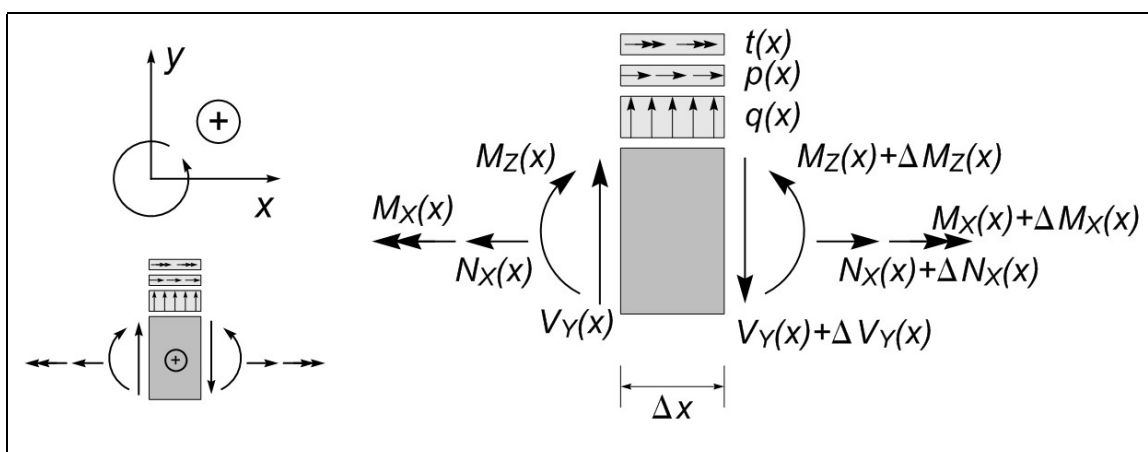 y
+
x
+
t(x)
p(x)
q(x)
M_Z(x)
M_Z(x)+ΔM_Z(x)
M_X(x)
M_X(x)+ΔM_X(x)
N_X(x)
N_X(x)+ΔN_X(x)
V_Y(x)
V_Y(x)+ΔV_Y(x)
Δx